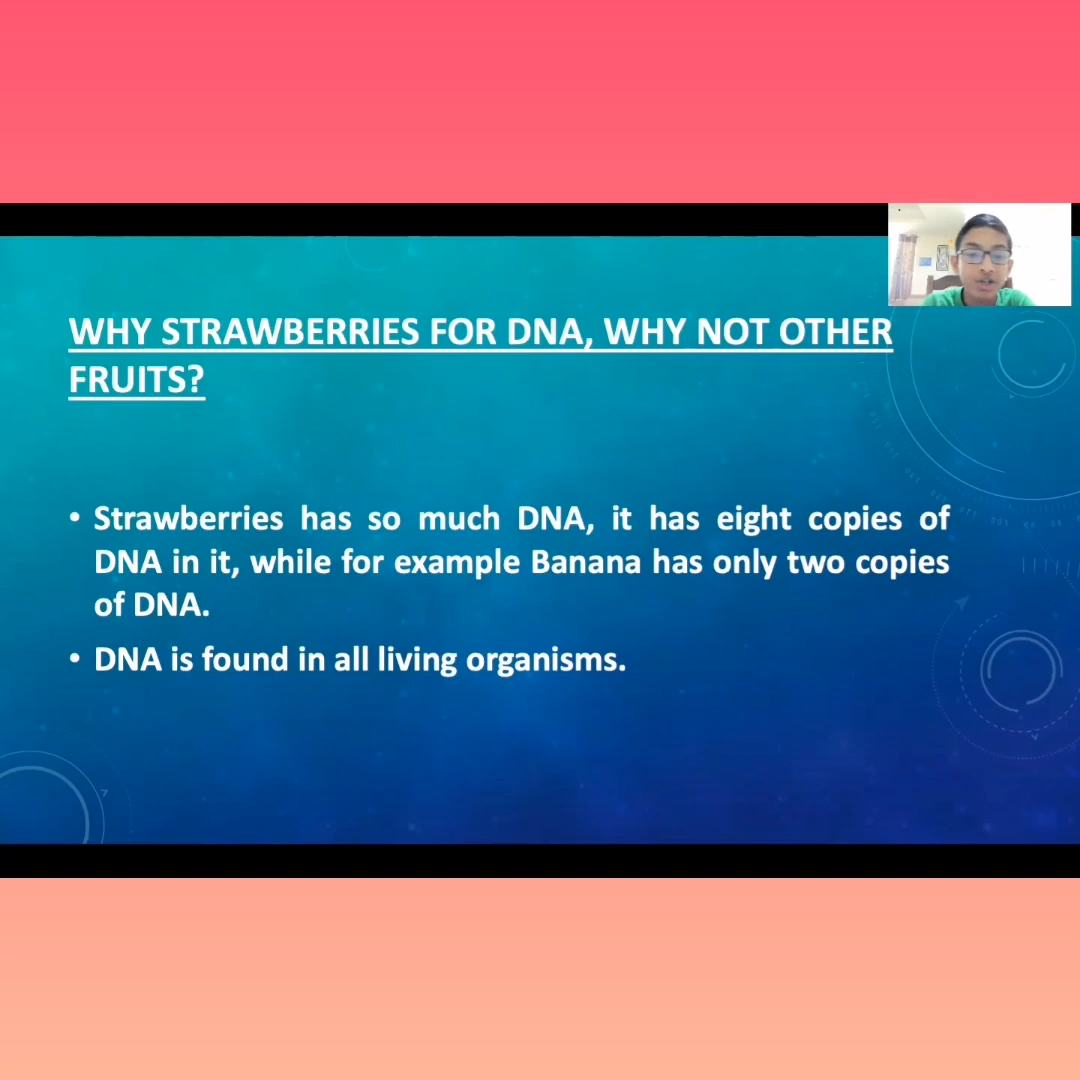 WHY STRAWBERRIES FOR DNA, WHY NOT OTHER
FRUITS?
• Strawberries has so much DNA, it has eight copies of
DNA in it, while for example Banana has only two copies
of DNA.
• DNA is found in all living organisms.